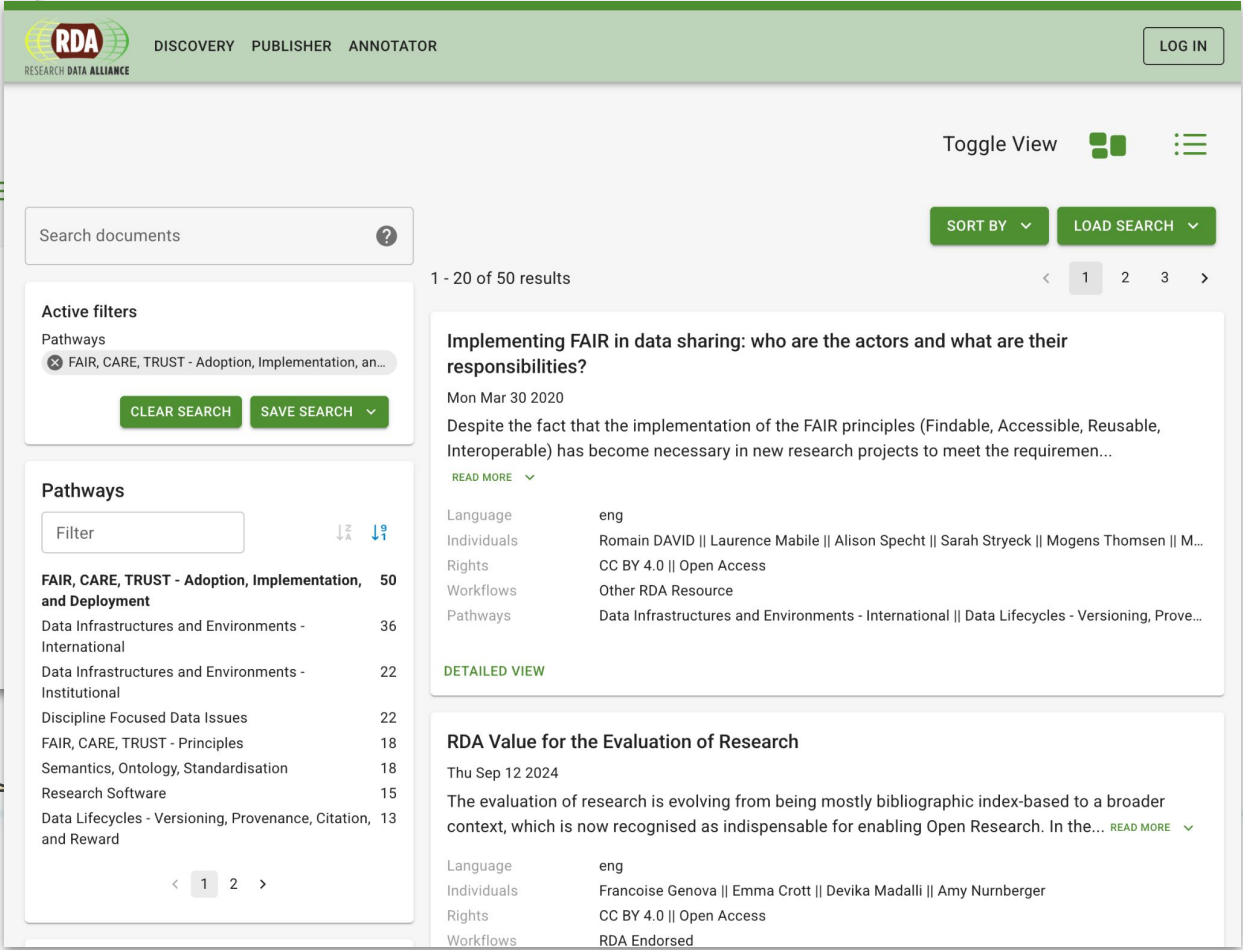 RDA
RESEARCH DATA ALLIANCE
DISCOVERY PUBLISHER ANNOTATOR
LOG IN
Toggle View
Search documents
?
SORT BY
LOAD SEARCH
1 - 20 of 50 results
< 1 2 3 >
Active filters
Pathways
FAIR, CARE, TRUST - Adoption, Implementation, an...
CLEAR SEARCH
SAVE SEARCH
Pathways
Filter
FAIR, CARE, TRUST - Adoption, Implementation, 50
and Deployment
Data Infrastructures and Environments - 36
International
Data Infrastructures and Environments - 22
Institutional
Discipline Focused Data Issues 22
FAIR, CARE, TRUST - Principles 18
Semantics, Ontology, Standardisation 18
Research Software 15
Data Lifecycles - Versioning, Provenance, Citation, 13
and Reward
< 1 2 >
Implementing FAIR in data sharing: who are the actors and what are their
responsibilities?
Mon Mar 30 2020
Despite the fact that the implementation of the FAIR principles (Findable, Accessible, Reusable,
Interoperable) has become necessary in new research projects to meet the requiremen...
READ MORE
Language eng
Individuals Romain DAVID || Laurence Mabile || Alison Specht || Sarah Stryeck || Mogens Thomsen || M...
Rights CC BY 4.0 || Open Access
Workflows Other RDA Resource
Pathways Data Infrastructures and Environments - International || Data Lifecycles - Versioning, Prove...
DETAILED VIEW
RDA Value for the Evaluation of Research
Thu Sep 12 2024
The evaluation of research is evolving from being mostly bibliographic index-based to a broader
context, which is now recognised as indispensable for enabling Open Research. In the... READ MORE
Language eng
Individuals Francoise Genova || Emma Crott || Devika Madalli || Amy Nurnberger
Rights CC BY 4.0 || Open Access
Workflows RDA Endorsed